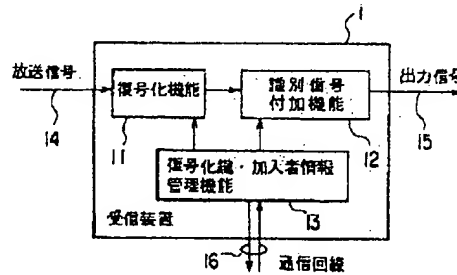 1
放送信号
14
復号化機能
11
識別信号
付加機能
12
出力信号
15
復号化鍵・加入者情報
管理機能
13
受信装置
16
通信回線